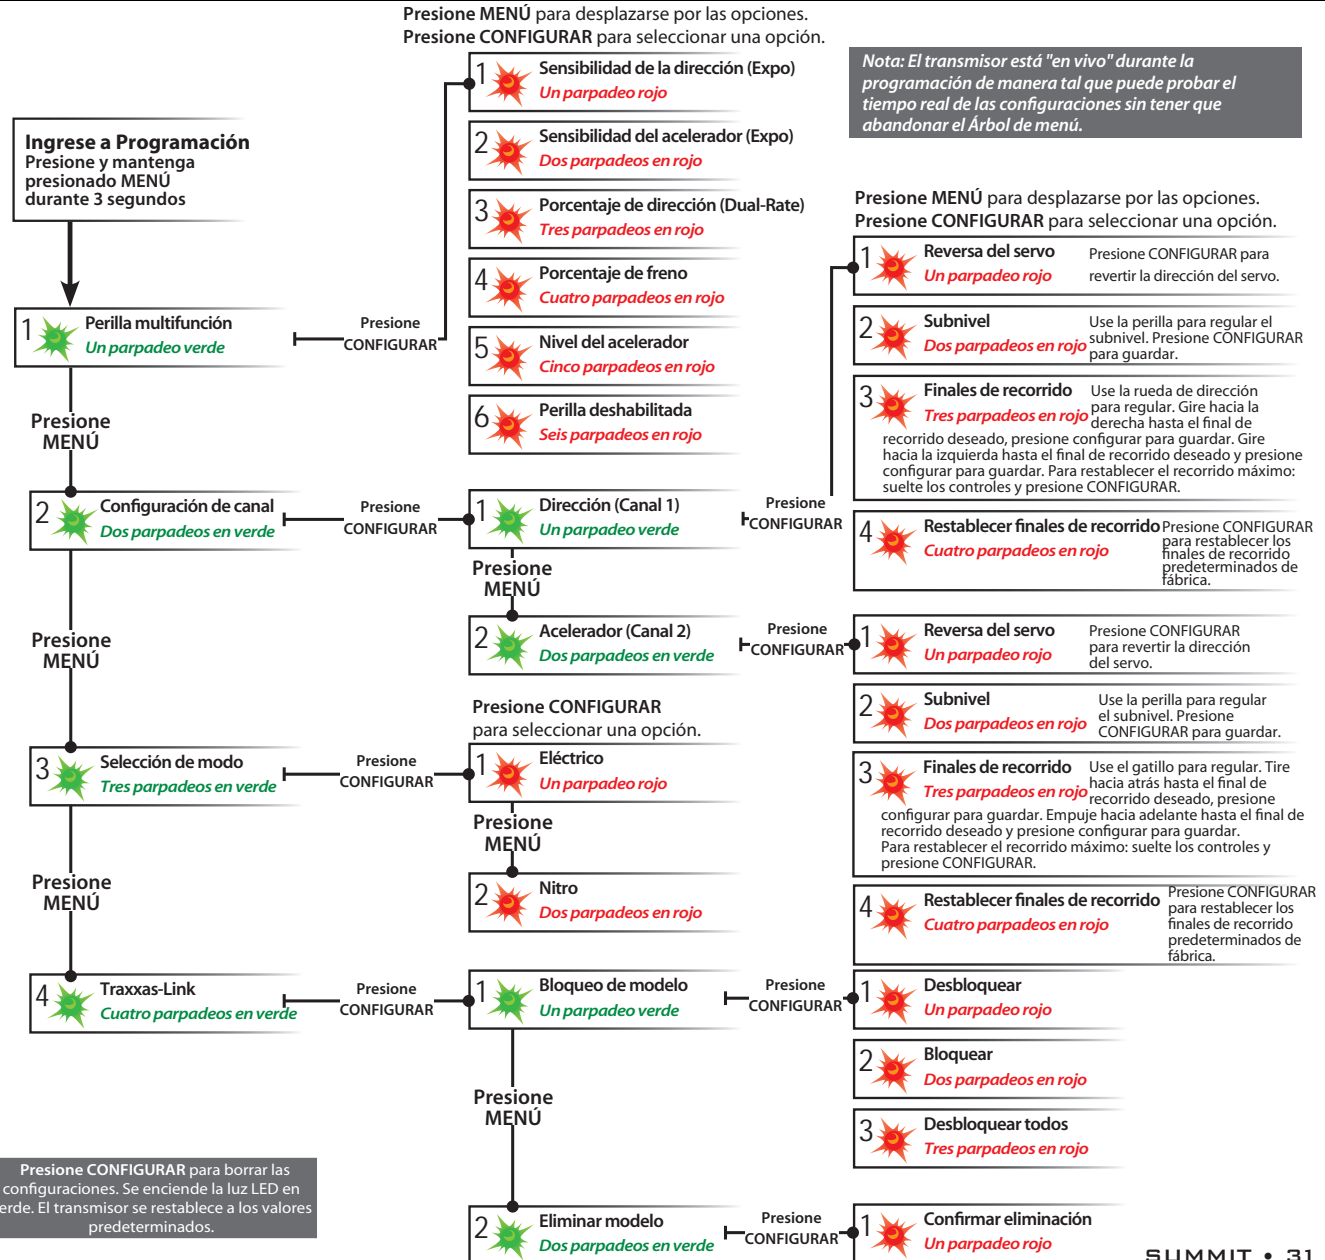 Presione MENÚ para desplazarse por las opciones.
Presione CONFIGURAR para seleccionar una opción.
Nota: El transmisor está "en vivo" durante la
programación de manera tal que puede probar el
tiempo real de las configuraciones sin tener que
abandonar el Árbol de menú.
Ingrese a Programación
Presione y mantenga
presionado MENÚ
durante 3 segundos
1 Perilla multifunción
Un parpadeo verde
Presione
CONFIGURAR
1 Sensibilidad de la dirección (Expo)
Un parpadeo rojo
2 Sensibilidad del acelerador (Expo)
Dos parpadeos en rojo
3 Porcentaje de dirección (Dual-Rate)
Tres parpadeos en rojo
4 Porcentaje de freno
Cuatro parpadeos en rojo
5 Nivel del acelerador
Cinco parpadeos en rojo
6 Perilla deshabilitada
Seis parpadeos en rojo
Presione
MENÚ
2 Configuración de canal
Dos parpadeos en verde
Presione
CONFIGURAR
1 Dirección (Canal 1)
Un parpadeo verde
Presione
CONFIGURAR
Presione MENÚ para desplazarse por las opciones.
Presione CONFIGURAR para seleccionar una opción.
1 Reversa del servo
Un parpadeo rojo
Presione CONFIGURAR para
revertir la dirección del servo.
2 Subnivel
Dos parpadeos en rojo
Use la perilla para regular el
subnivel. Presione CONFIGURAR
para guardar.
3 Finales de recorrido
Tres parpadeos en rojo
Use la rueda de dirección
para regular. Gire hacia la
derecha hasta el final de
recorrido deseado, presione configurar para guardar. Gire
hacia la izquierda hasta el final de recorrido deseado y presione
configurar para guardar. Para restablecer el recorrido máximo:
suelte los controles y presione CONFIGURAR.
4 Restablecer finales de recorrido
Cuatro parpadeos en rojo
Presione CONFIGURAR
para restablecer los
finales de recorrido
predeterminados de
fábrica.
Presione
MENÚ
2 Acelerador (Canal 2)
Dos parpadeos en verde
Presione
CONFIGURAR
1 Reversa del servo
Un parpadeo rojo
Presione CONFIGURAR
para revertir la dirección
del servo.
2 Subnivel
Dos parpadeos en rojo
Use la perilla para regular
el subnivel. Presione
CONFIGURAR para guardar.
3 Finales de recorrido
Tres parpadeos en rojo
Use el gatillo para regular. Tire
hacia atrás hasta el final de
recorrido deseado, presione
configurar para guardar. Empuje hacia adelante hasta el final de
recorrido deseado y presione configurar para guardar.
Para restablecer el recorrido máximo: suelte los controles y
presione CONFIGURAR.
4 Restablecer finales de recorrido
Cuatro parpadeos en rojo
Presione CONFIGURAR
para restablecer los
finales de recorrido
predeterminados de
fábrica.
Presione
MENÚ
3 Selección de modo
Tres parpadeos en verde
Presione
CONFIGURAR
Presione CONFIGURAR
para seleccionar una opción.
1 Eléctrico
Un parpadeo rojo
Presione
MENÚ
2 Nitro
Dos parpadeos en rojo
Presione
MENÚ
4 Traxxas-Link
Cuatro parpadeos en verde
Presione
CONFIGURAR
1 Bloqueo de modelo
Un parpadeo verde
Presione
CONFIGURAR
1 Desbloquear
Un parpadeo rojo
2 Bloquear
Dos parpadeos en rojo
3 Desbloquear todos
Tres parpadeos en rojo
Presione
MENÚ
2 Eliminar modelo
Dos parpadeos en verde
Presione
CONFIGURAR
1 Confirmar eliminación
Un parpadeo rojo
Presione CONFIGURAR para borrar las
configuraciones. Se enciende la luz LED en
verde. El transmisor se restablece a los valores
predeterminados.
SUMMIT • 31